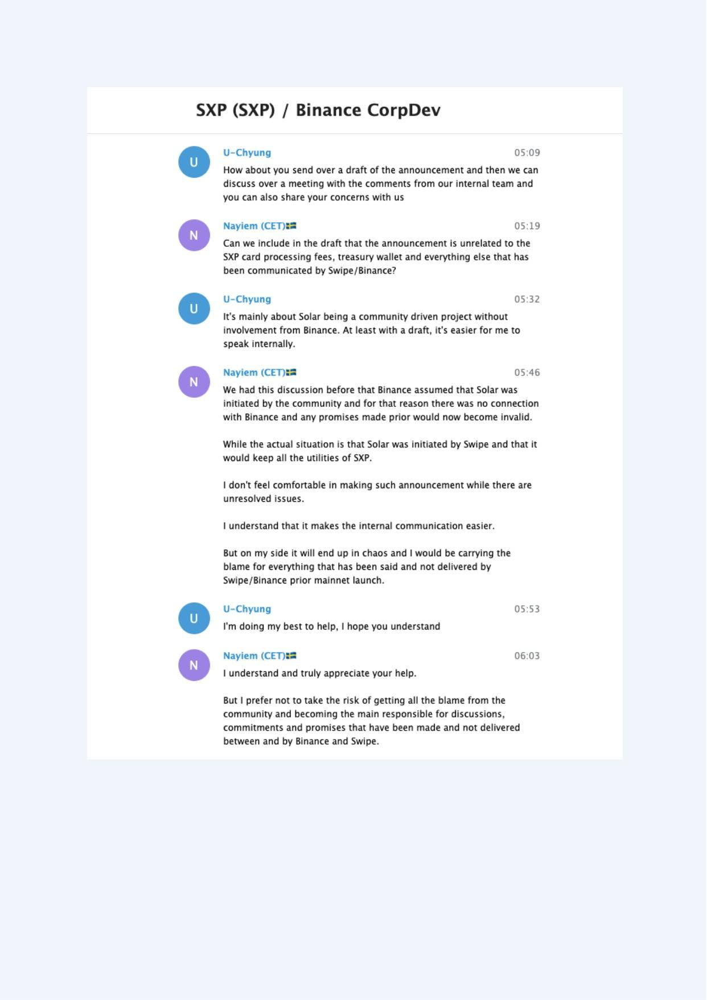 SXP (SXP) / Binance CorpDev
U
U-Chyung
05:09
How about you send over a draft of the announcement and then we can
discuss over a meeting with the comments from our internal team and
you can also share your concerns with us
N
Nayiem (CET)🇸🇪
05:19
Can we include in the draft that the announcement is unrelated to the
SXP card processing fees, treasury wallet and everything else that has
been communicated by Swipe/Binance?
U
U-Chyung
05:32
It's mainly about Solar being a community driven project without
involvement from Binance. At least with a draft, it's easier for me to
speak internally.
N
Nayiem (CET)🇸🇪
05:46
We had this discussion before that Binance assumed that Solar was
initiated by the community and for that reason there was no connection
with Binance and any promises made prior would now become invalid.
While the actual situation is that Solar was initiated by Swipe and that it
would keep all the utilities of SXP.
I don't feel comfortable in making such announcement while there are
unresolved issues.
I understand that it makes the internal communication easier.
But on my side it will end up in chaos and I would be carrying the
blame for everything that has been said and not delivered by
Swipe/Binance prior mainnet launch.
U
U-Chyung
05:53
I'm doing my best to help, I hope you understand
N
Nayiem (CET)🇸🇪
06:03
I understand and truly appreciate your help.
But I prefer not to take the risk of getting all the blame from the
community and becoming the main responsible for discussions,
commitments and promises that have been made and not delivered
between and by Binance and Swipe.